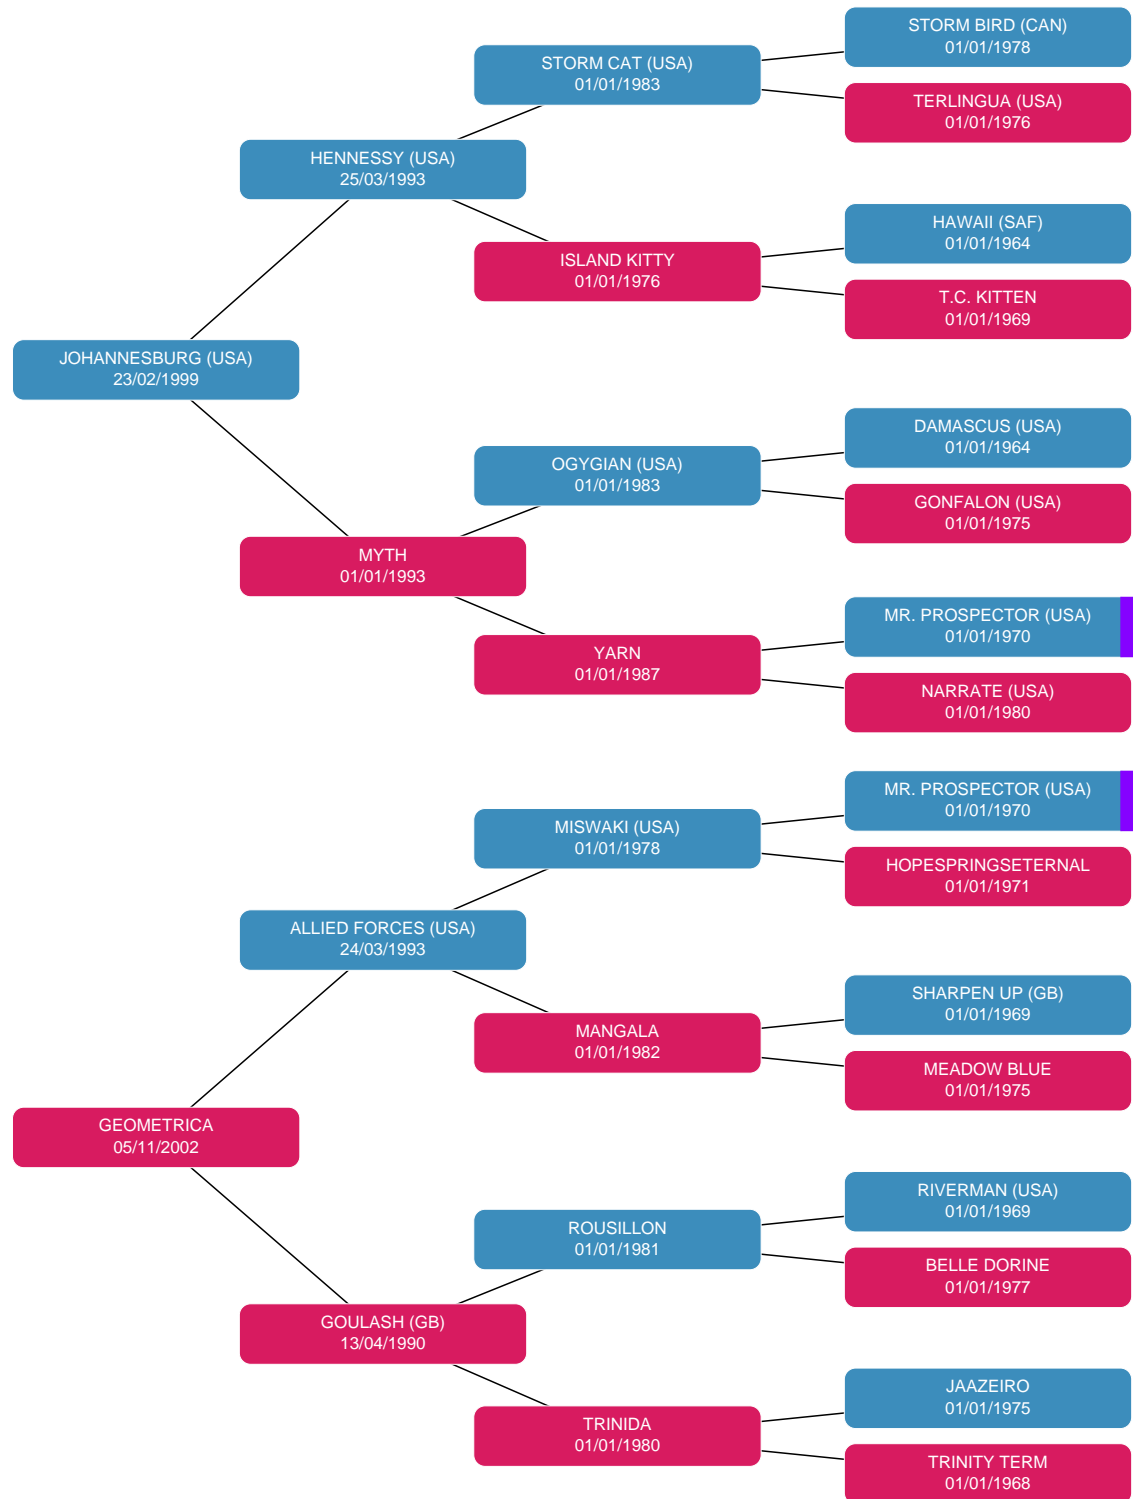 STORM BIRD (CAN)
01/01/1978
STORM CAT (USA)
01/01/1983
TERLINGUA (USA)
01/01/1976
HENNESSY (USA)
25/03/1993
HAWAII (SAF)
01/01/1964
ISLAND KITTY
01/01/1976
T.C. KITTEN
01/01/1969
JOHANNESBURG (USA)
23/02/1999
DAMASCUS (USA)
01/01/1964
OGYGIAN (USA)
01/01/1983
GONFALON (USA)
01/01/1975
MYTH
01/01/1993
MR. PROSPECTOR (USA)
01/01/1970
YARN
01/01/1987
NARRATE (USA)
01/01/1980
MR. PROSPECTOR (USA)
01/01/1970
MISWAKI (USA)
01/01/1978
HOPESPRINGSETERNAL
01/01/1971
ALLIED FORCES (USA)
24/03/1993
SHARPEN UP (GB)
01/01/1969
MANGALA
01/01/1982
MEADOW BLUE
01/01/1975
GEOMETRICA
05/11/2002
RIVERMAN (USA)
01/01/1969
ROUSILLON
01/01/1981
BELLE DORINE
01/01/1977
GOULASH (GB)
13/04/1990
JAAZEIRO
01/01/1975
TRINIDA
01/01/1980
TRINITY TERM
01/01/1968